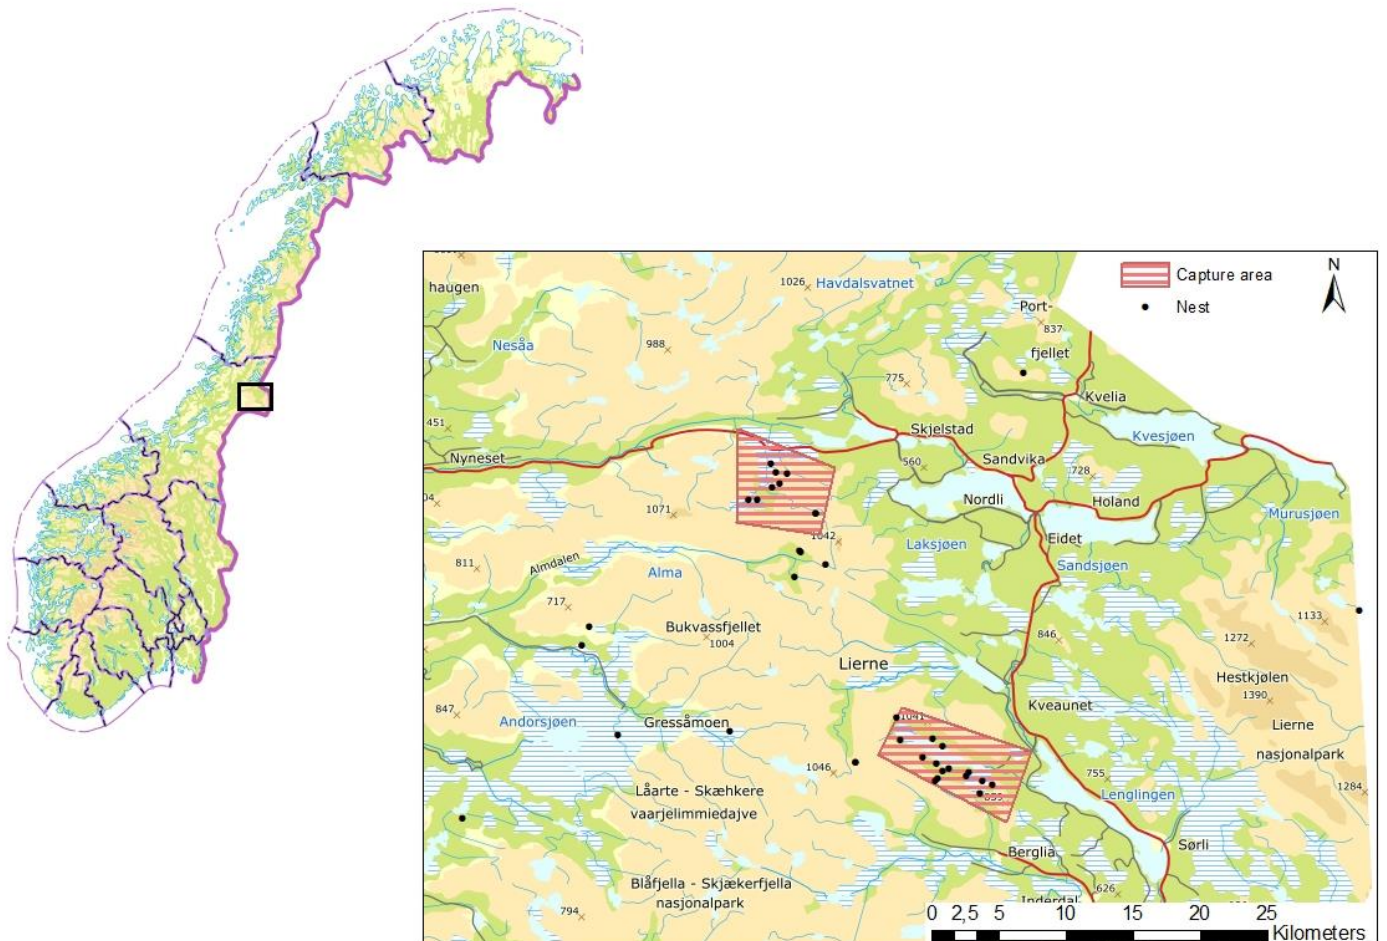 1026
Havdalsvatnet
Capture area
N
haugen
Port-
Nest
837
Nesåa
988
fjellet
775
Kvelia
451
Skjelstad
Kvesjøen
Nyneset
560
Sandvika
728
Nordli
Holand
1071
Murusjøen
1042
Laksjøen
Eidet
Almdalen
811
Alma
Sandsjøen
717
1133
Bukvassfjellet
846
1272
1004
Lierne
Hestkjølen
1390
847
Kveaunet
1041
Andorsjøen
Gressåmoen
Lierne
nasjonalpark
1046
755
Låarte - Skæhkere
1284
Lenglingen
vaarjelimmiedajve
Sørli
Berglia
Blåfjella - Skjækerfjella
626
nasjonalpark
Inderdal
794
0 2,5 5 10 15 20 25
Kilometers